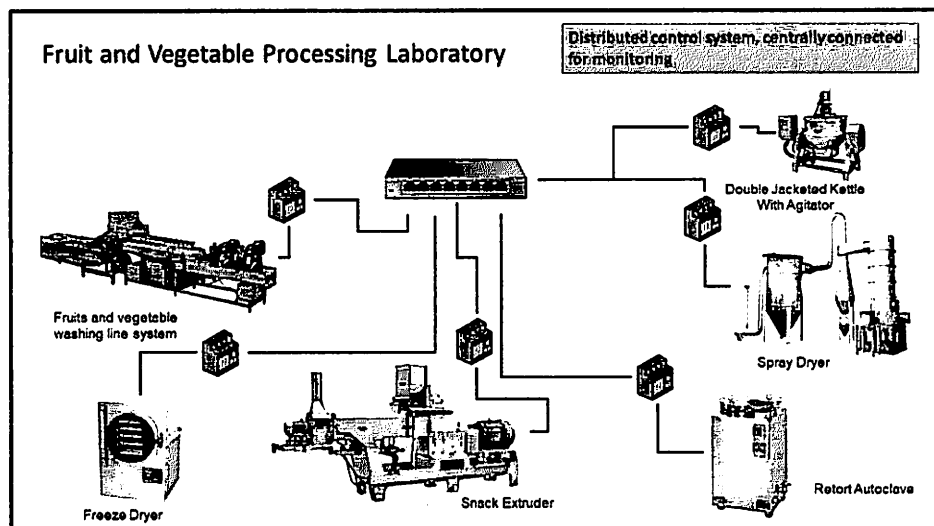 Fruit and Vegetable Processing Laboratory
Distributed control system, centrally connected
for monitoring
Double Jacketed Kettle
With Agitator
Fruits and vegetable
washing line system
Spray Dryer
Freeze Dryer
Snack Extruder
Retort Autoclave